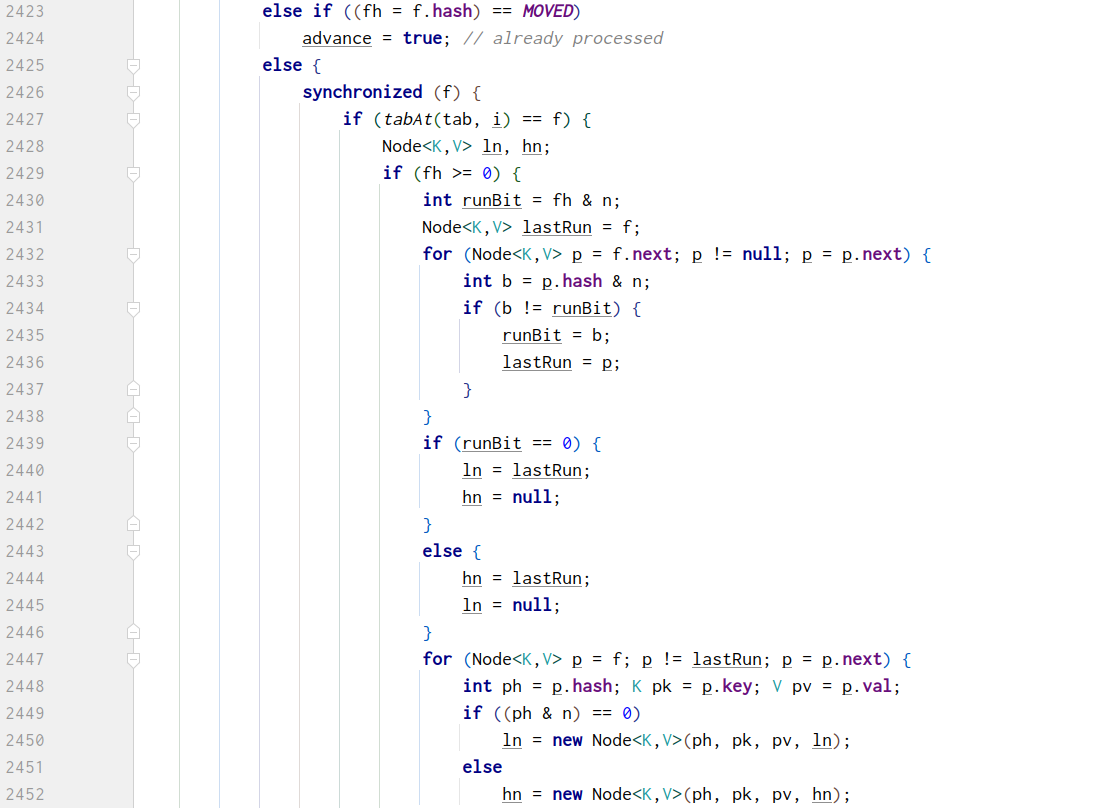 2423 else if ((fh = f.hash) == MOVED)
2424 advance = true; // already processed
2425 else {
2426 synchronized (f) {
2427 if (tabAt(tab, i) == f) {
2428 Node<K,V> ln, hn;
2429 if (fh >= 0) {
2430 int runBit = fh & n;
2431 Node<K,V> lastRun = f;
2432 for (Node<K,V> p = f.next; p != null; p = p.next) {
2433 int b = p.hash & n;
2434 if (b != runBit) {
2435 runBit = b;
2436 lastRun = p;
2437 }
2438 }
2439 if (runBit == 0) {
2440 ln = lastRun;
2441 hn = null;
2442 }
2443 else {
2444 hn = lastRun;
2445 ln = null;
2446 }
2447 for (Node<K,V> p = f; p != lastRun; p = p.next) {
2448 int ph = p.hash; K pk = p.key; V pv = p.val;
2449 if ((ph & n) == 0)
2450 ln = new Node<K,V>(ph, pk, pv, ln);
2451 else
2452 hn = new Node<K,V>(ph, pk, pv, hn);